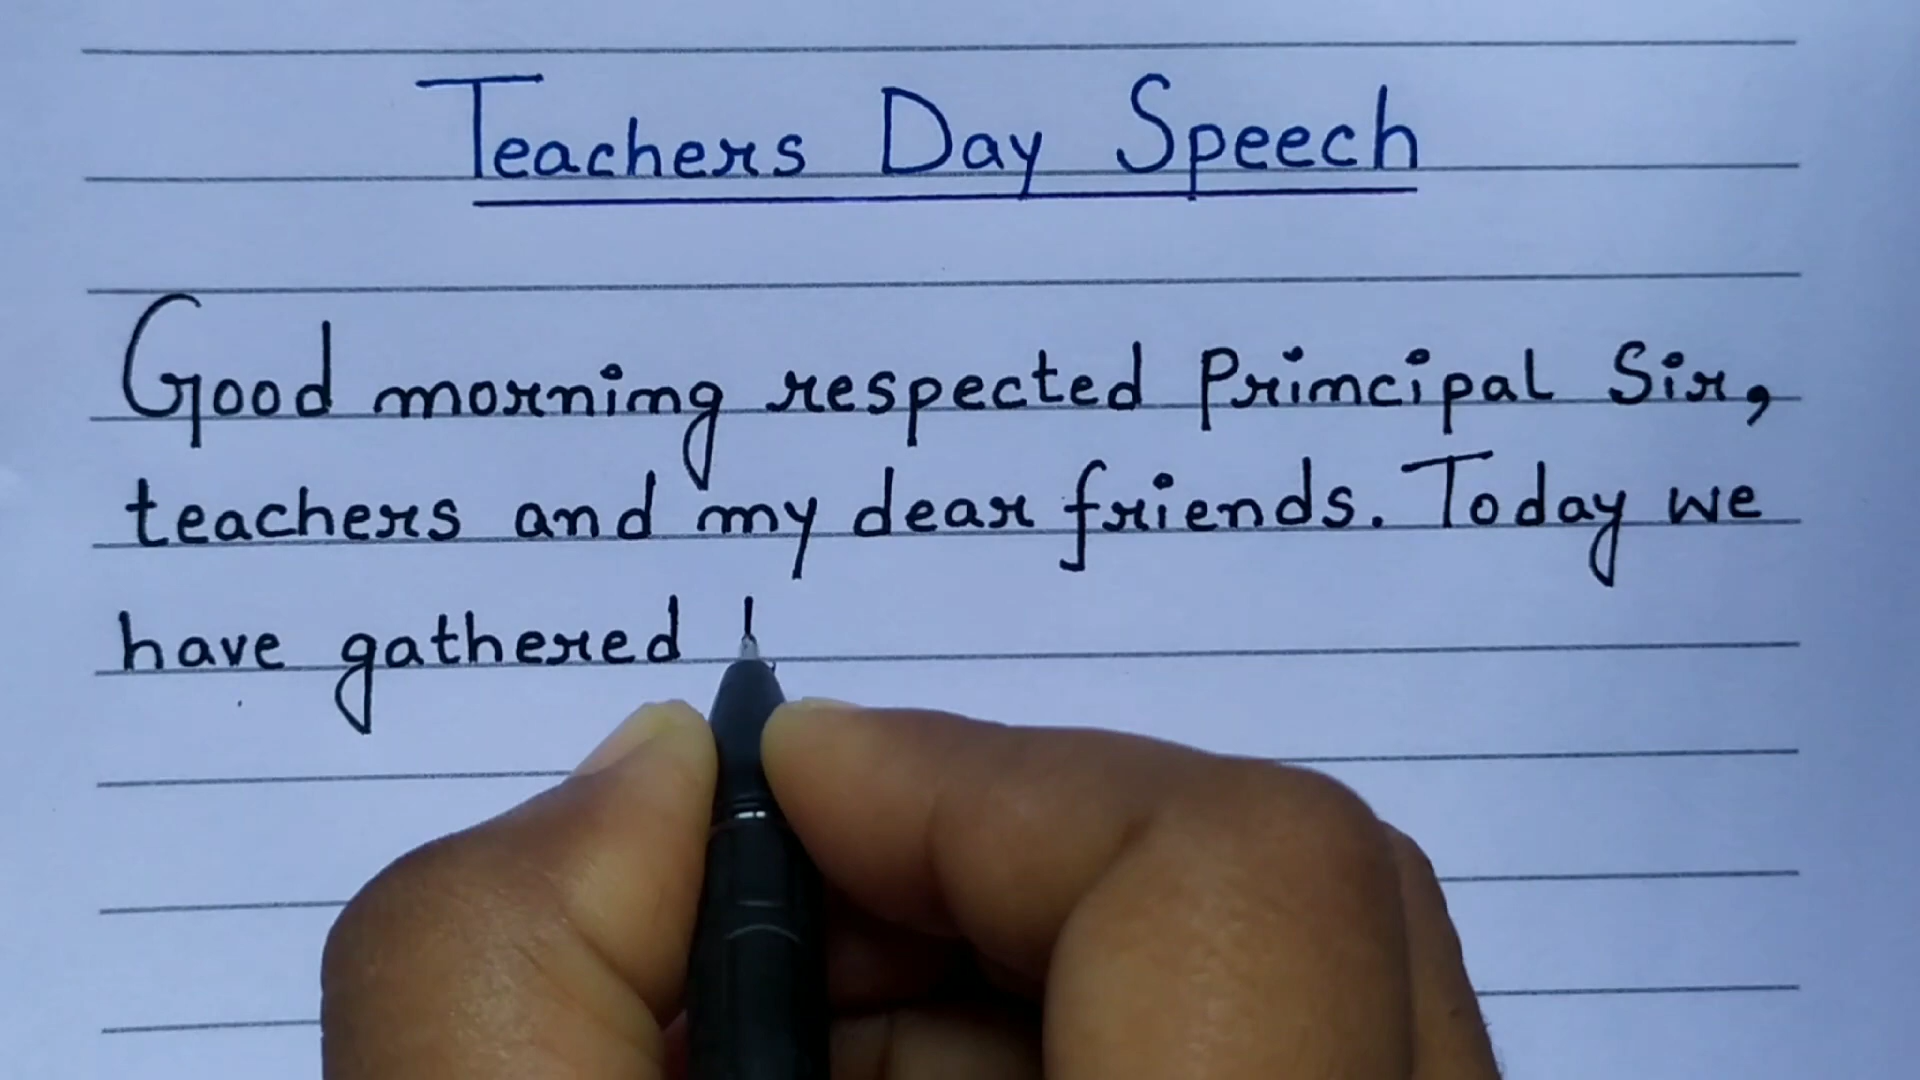 Teachers Day Speech
Good morning respected Principal Sir,
teachers and my dear friends. Today we
have gathered